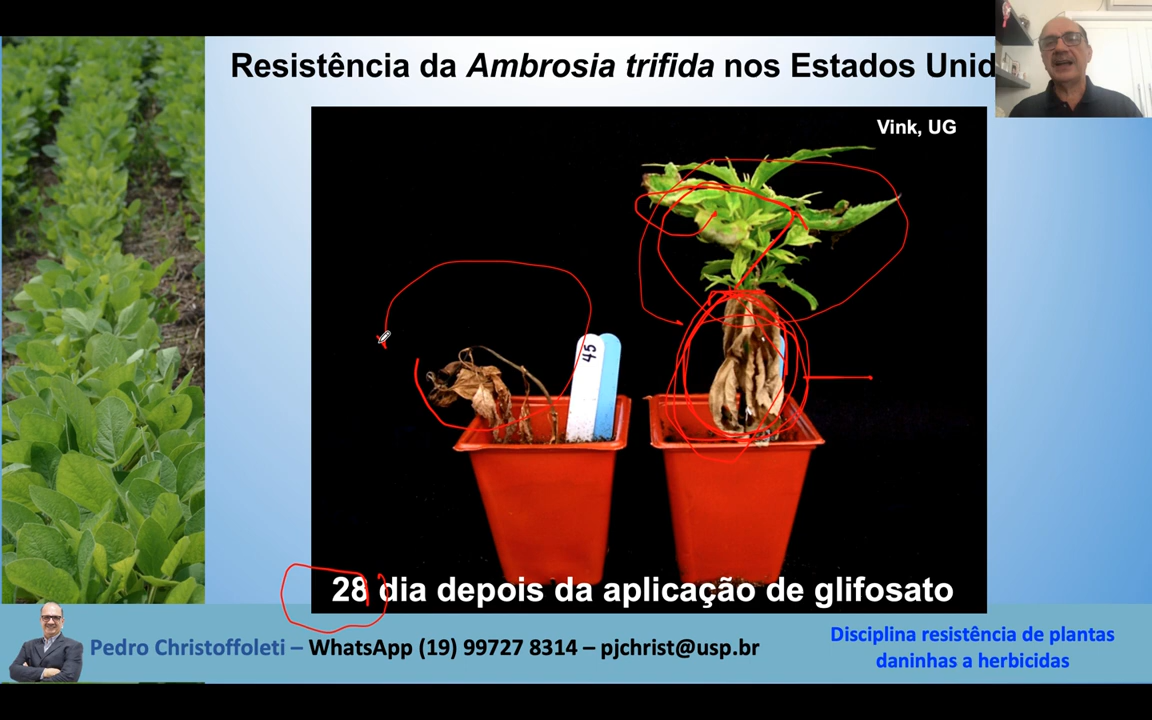 Resistência da Ambrosia trifida nos Estados Unid
Vink, UG
45
28 dia depois da aplicação de glifosato
Pedro Christoffoleti – WhatsApp (19) 99727 8314 – pjchrist@usp.br
Disciplina resistência de plantas
daninhas a herbicidas